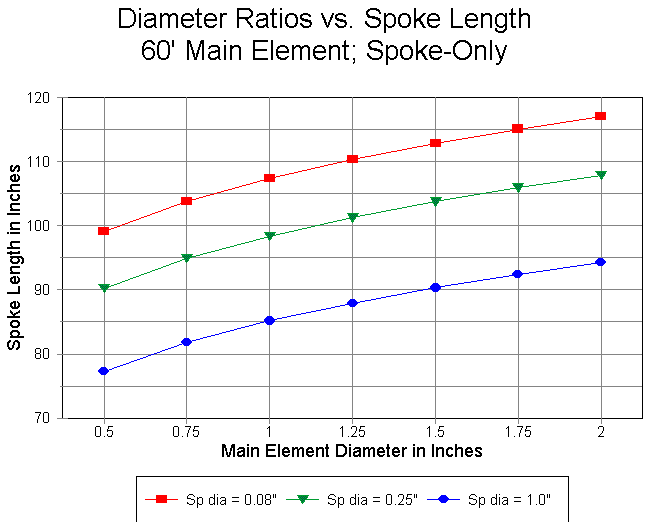 Diameter Ratios vs. Spoke Length
60' Main Element; Spoke-Only
120
110
100
90
80
70
Spoke Length in Inches
0.5 0.75 1 1.25 1.5 1.75 2
Main Element Diameter in Inches
Sp dia = 0.08" Sp dia = 0.25" Sp dia = 1.0"